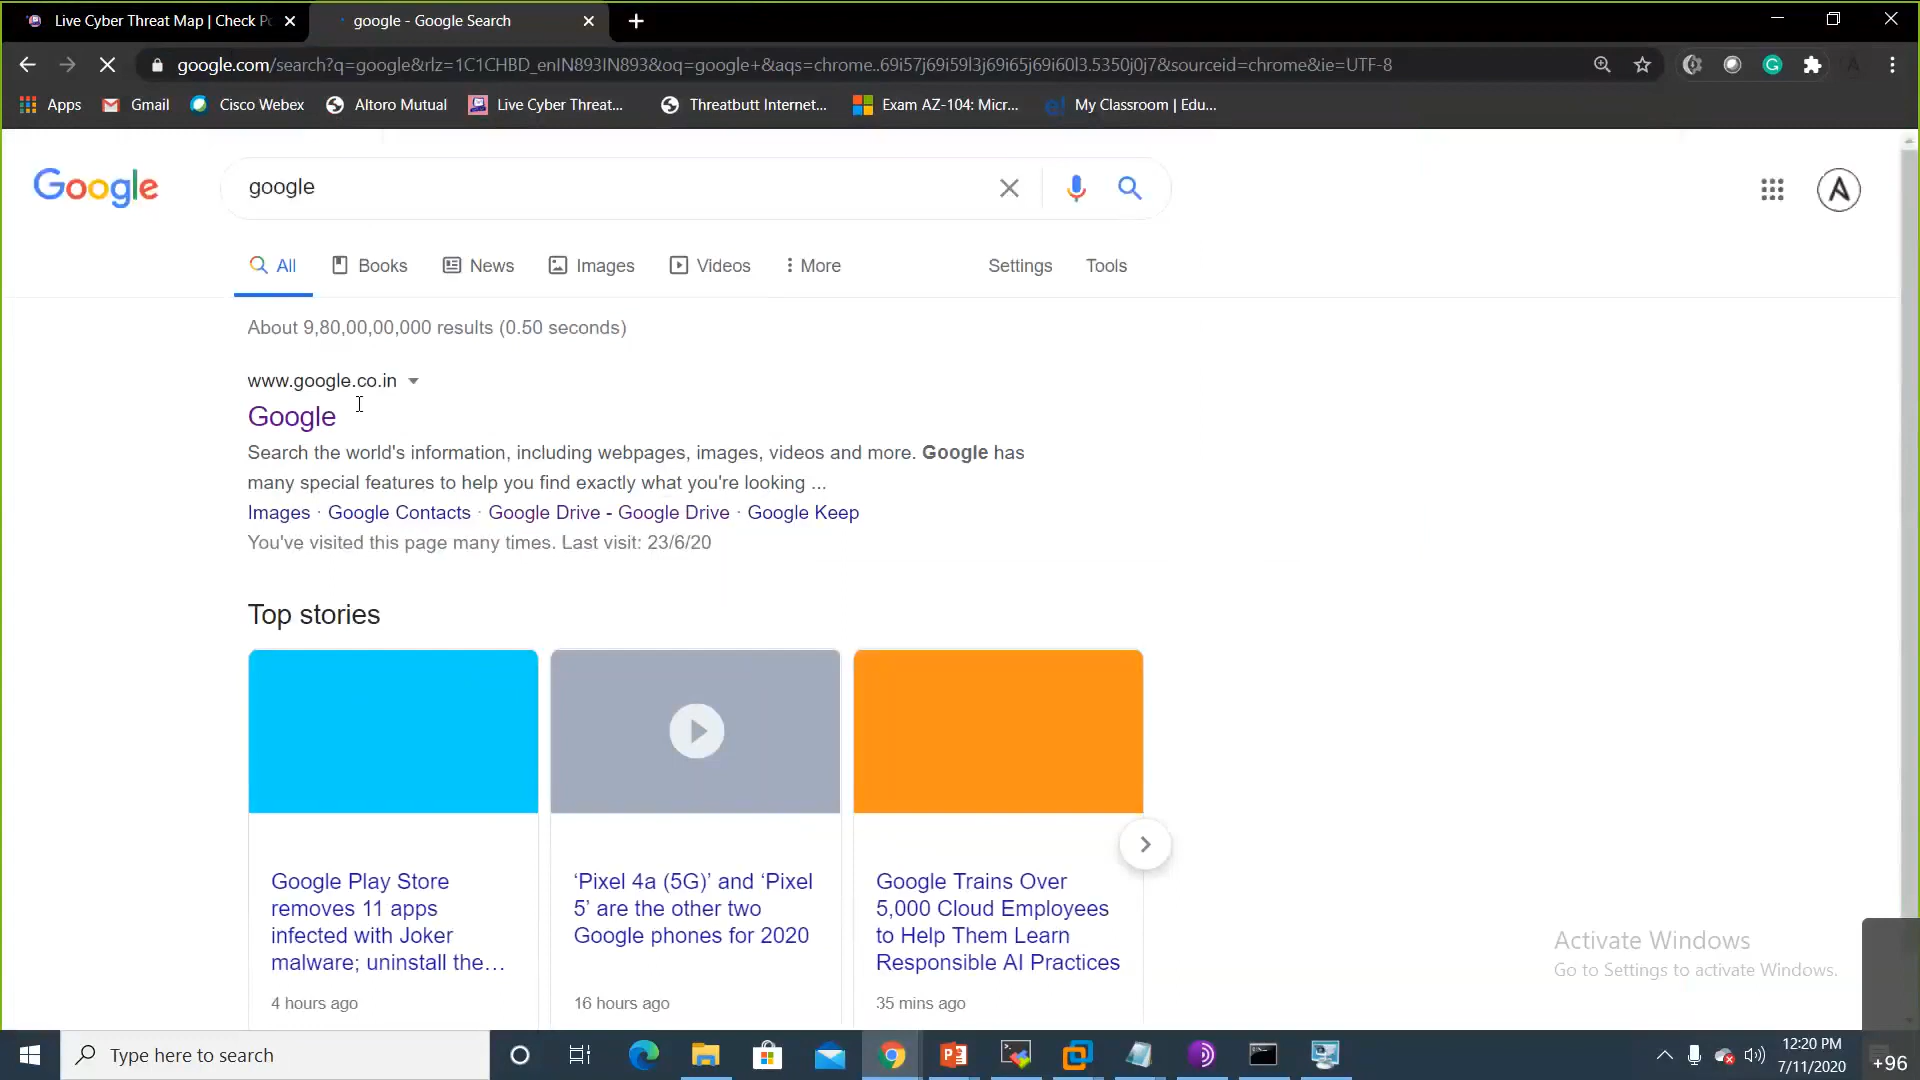 Live Cyber Threat Map | Check P
google - Google Search
google.com/search?q=google&rlz=1C1CHBD_enIN893IN893&oq=google+&aqs=chrome..69i57j69i59l3j69i65j69i60l3.5350j0j7&sourceid=chrome&ie=UTF-8
Apps
Gmail
Cisco Webex
Altoro Mutual
Live Cyber Threat...
Threatbutt Internet...
Exam AZ-104: Micr...
My Classroom | Edu...
Google
google
All
Books
News
Images
Videos
More
Settings
Tools
About 9,80,00,00,000 results (0.50 seconds)
www.google.co.in
Google
Search the world's information, including webpages, images, videos and more. Google has
many special features to help you find exactly what you're looking ...
Images · Google Contacts · Google Drive - Google Drive · Google Keep
You've visited this page many times. Last visit: 23/6/20
Top stories
Google Play Store
removes 11 apps
infected with Joker
malware; uninstall the...
4 hours ago
‘Pixel 4a (5G)’ and ‘Pixel
5’ are the other two
Google phones for 2020
16 hours ago
Google Trains Over
5,000 Cloud Employees
to Help Them Learn
Responsible AI Practices
35 mins ago
Activate Windows
Go to Settings to activate Windows.
Type here to search
12:20 PM
7/11/2020
+96